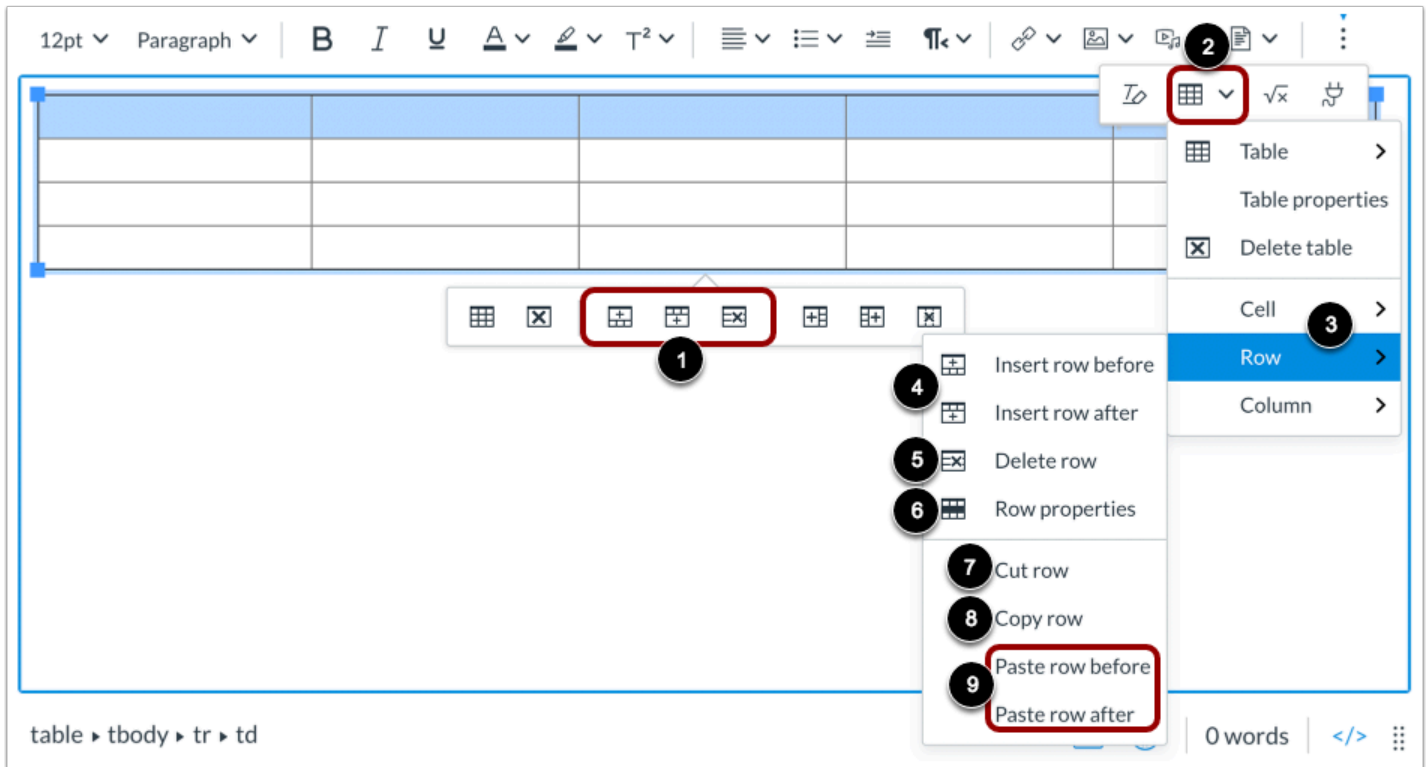 12pt Paragraph B I U A T²
2
Table
Table properties
Delete table
Cell
3
Row
Column
1
Insert row before
4
Insert row after
5 Delete row
6 Row properties
7 Cut row
8 Copy row
Paste row before
9
Paste row after
table ▸ tbody ▸ tr ▸ td
0 words </>